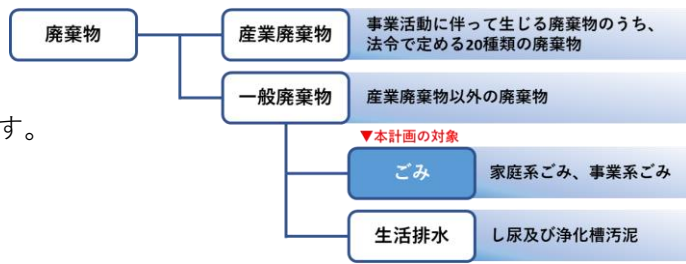 廃棄物
産業廃棄物
事業活動に伴って生じる廃棄物のうち、
法令で定める20種類の廃棄物
一般廃棄物
産業廃棄物以外の廃棄物
す。
▼本計画の対象
ごみ
家庭系ごみ、事業系ごみ
生活排水
し尿及び浄化槽汚泥